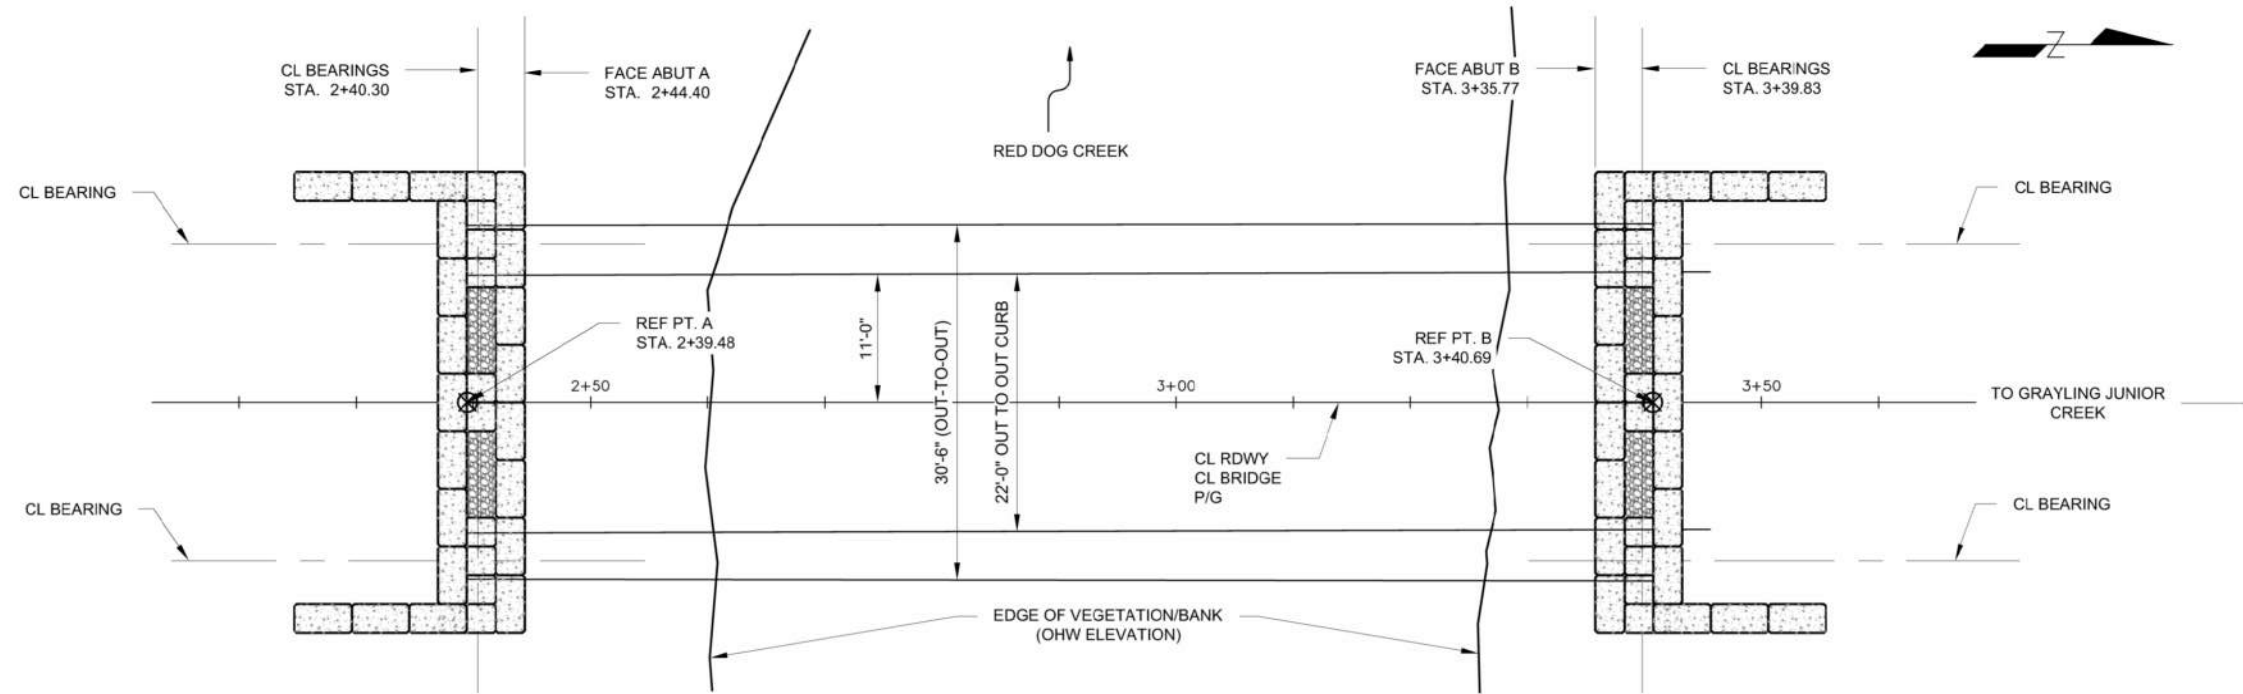 CL BEARINGS
STA. 2+40.30
FACE ABUT A
STA. 2+44.40
FACE ABUT B
STA. 3+35.77
CL BEARINGS
STA. 3+39.83
Z
RED DOG CREEK
CL BEARING
CL BEARING
REF PT. A
STA. 2+39.48
11'-0"
30'-6" (OUT-TO-OUT)
22'-0" OUT TO OUT CURB
REF PT. B
STA. 3+40.69
2+50
3+00
3+50
TO GRAYLING JUNIOR
CREEK
CL RDWY
CL BRIDGE
P/G
CL BEARING
CL BEARING
EDGE OF VEGETATION/BANK
(OHW ELEVATION)